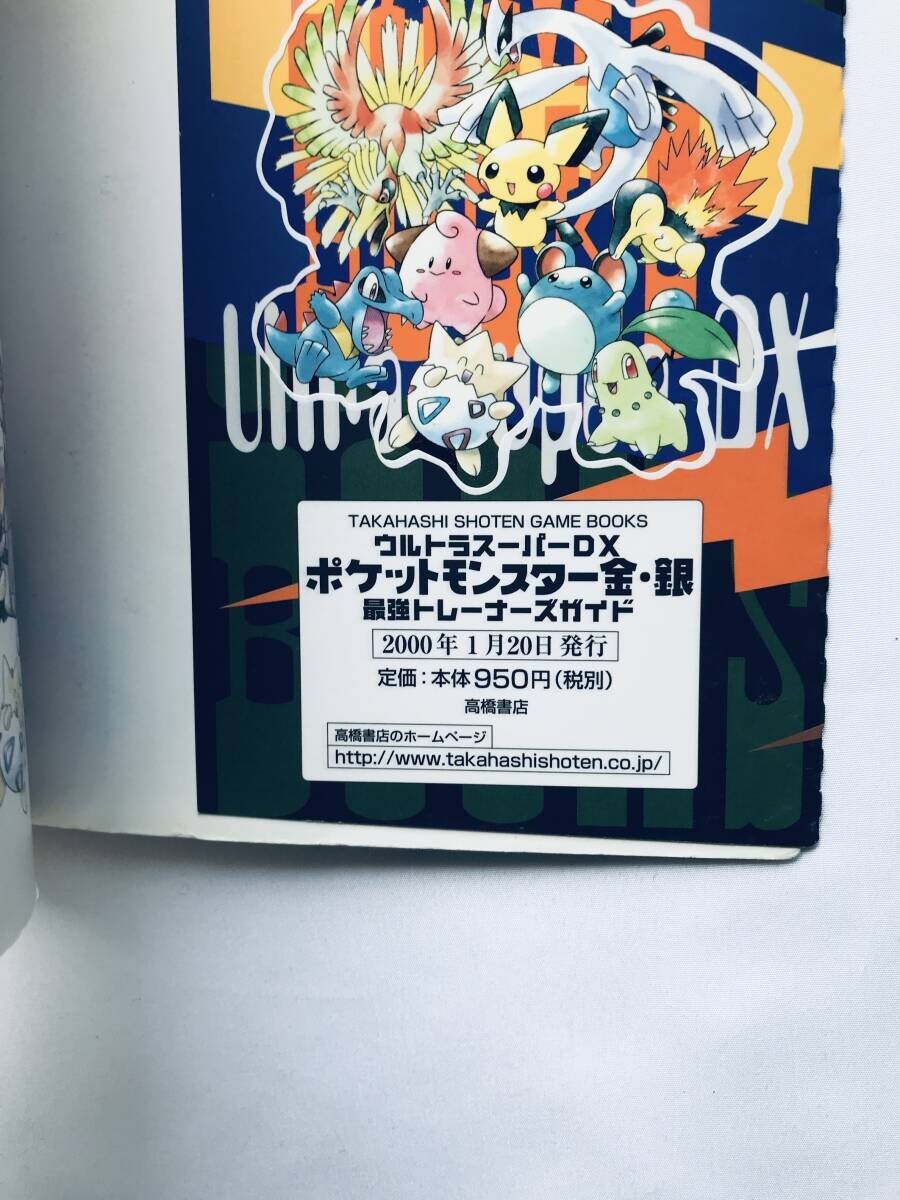 DX
BOOKS
TAKAHASHI SHOTEN GAME BOOKS
ウルトラスーパーDX
ポケットモンスター金・銀
最強トレーナーズガイド
2000年1月20日発行
定価:本体950円(税別)
高橋書店
高橋書店のホームページ
http://www.takahashishoten.co.jp/